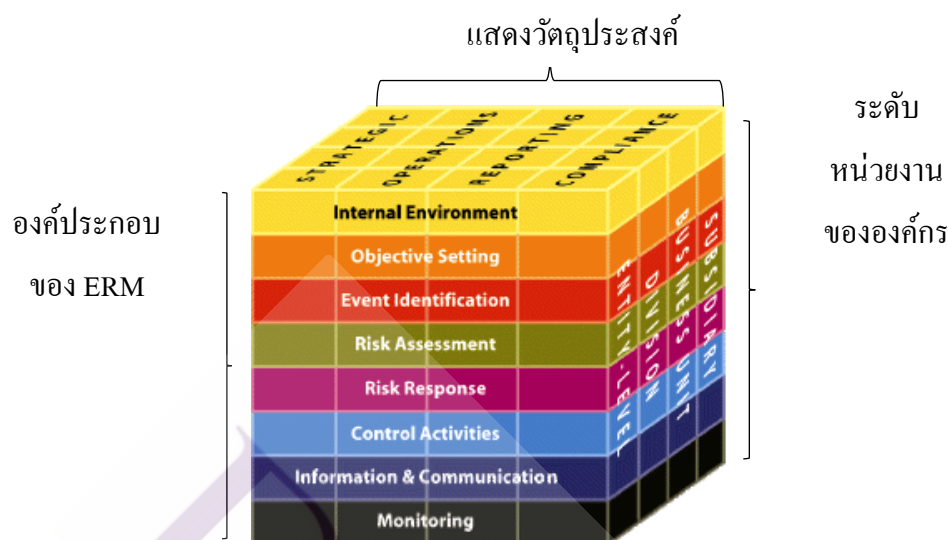 แสดงวัตถุประสงค์
STRATEGIC
OPERATIONS
REPORTING
COMPLIANCE
ระดับ
หน่วยงาน
ขององค์กร
องค์ประกอบ
ของ ERM
Internal Environment
Objective Setting
Event Identification
Risk Assessment
Risk Response
Control Activities
Information & Communication
Monitoring
ENTITY-LEVEL
DIVISION
BUSINESS UNIT
SUBSIDIARY